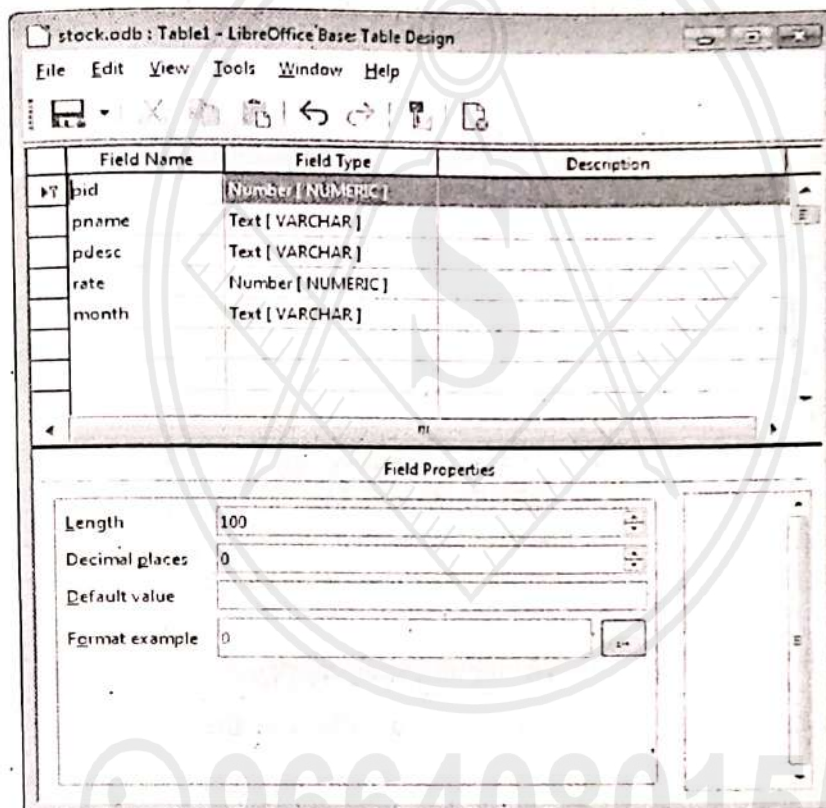 stock.odb : Table1 - LibreOffice Base: Table Design
File Edit View Tools Window Help
Field Name Field Type Description
pid Number [ NUMERIC ]
pname Text [ VARCHAR ]
pdesc Text [ VARCHAR ]
rate Number [ NUMERIC ]
month Text [ VARCHAR ]
Field Properties
Length 100
Decimal places 0
Default value
Format example 0
S